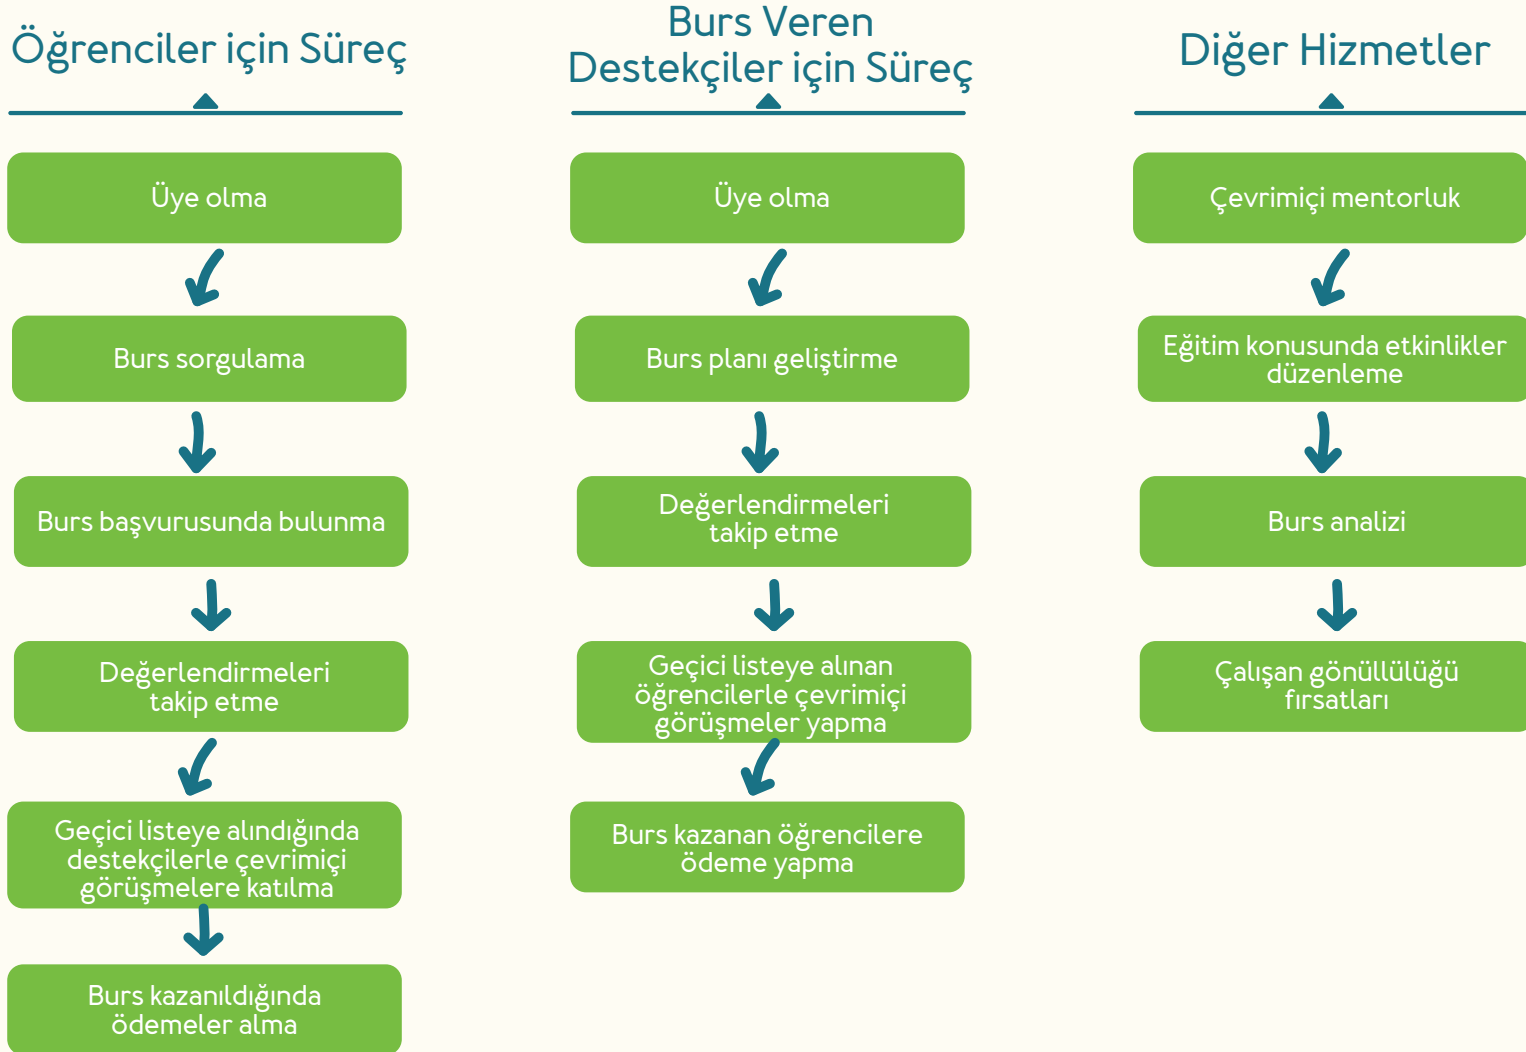 Öğrenciler için Süreç
Üye olma
Burs sorgulama
Burs başvurusunda bulunma
Değerlendirmeleri
takip etme
Geçici listeye alındığında
destekçilerle çevrimiçi
görüşmelere katılma
Burs kazanıldığında
ödemeler alma
Burs Veren
Destekçiler için Süreç
Üye olma
Burs planı geliştirme
Değerlendirmeleri
takip etme
Geçici listeye alınan
öğrencilerle çevrimiçi
görüşmeler yapma
Burs kazanan öğrencilere
ödeme yapma
Diğer Hizmetler
Çevrimiçi mentorluk
Eğitim konusunda etkinlikler
düzenleme
Burs analizi
Çalışan gönüllülüğü
fırsatları